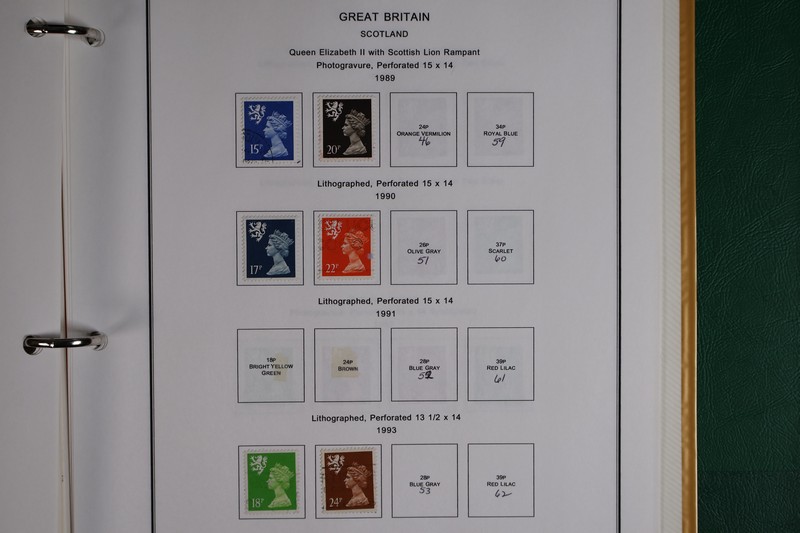 GREAT BRITAIN
SCOTLAND
Queen Elizabeth II with Scottish Lion Rampant
Photogravure, Perforated 15 x 14
1989
15P
20P
24P
ORANGE VERMILION
46
34P
ROYAL BLUE
59
Lithographed, Perforated 15 x 14
1990
17P
22P
26P
OLIVE GRAY
51
37P
SCARLET
60
Lithographed, Perforated 15 x 14
1991
18P
BRIGHT YELLOW
GREEN
24P
BROWN
28P
BLUE GRAY
52
39P
RED LILAC
61
Lithographed, Perforated 13 1/2 x 14
1993
18P
24P
28P
BLUE GRAY
53
39P
RED LILAC
62